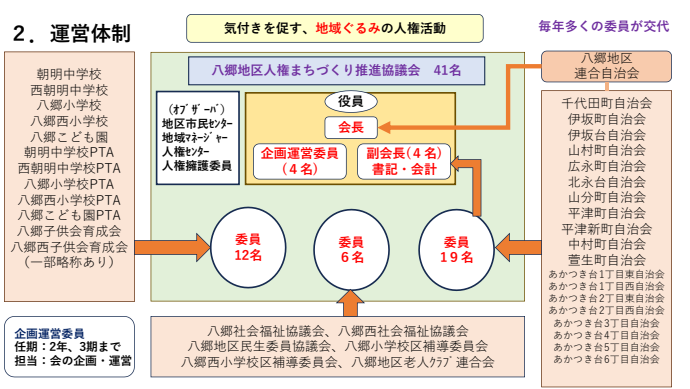 2．運営体制
気付きを促す、地域ぐるみの人権活動
毎年多くの委員が交代
朝明中学校
西朝明中学校
八郷小学校
八郷西小学校
八郷こども園
朝明中学校PTA
西朝明中学校PTA
八郷小学校PTA
八郷西小学校PTA
八郷こども園PTA
八郷子供会育成会
八郷西子供会育成会
(一部略称あり)
八郷地区人権まちづくり推進協議会　41名
（ｵﾌﾞｻﾞｰﾊﾞ）
地区市民ｾﾝﾀｰ
地域ﾏﾈｰｼﾞｬｰ
人権ｾﾝﾀｰ
人権擁護委員
役員
会長
企画運営委員
（４名）
副会長(４名)
書記・会計
委員
12名
委員
６名
委員
１９名
八郷地区
連合自治会
千代田町自治会
伊坂町自治会
伊坂台自治会
山村町自治会
広永町自治会
北永台自治会
山分町自治会
平津町自治会
平津新町自治会
中村町自治会
萱生町自治会
あかつき台1丁目東自治会
あかつき台1丁目西自治会
あかつき台2丁目東自治会
あかつき台2丁目西自治会
あかつき台3丁目自治会
あかつき台4丁目自治会
あかつき台5丁目自治会
あかつき台6丁目自治会
企画運営委員
任期：2年、3期まで
担当：会の企画・運営
八郷社会福祉協議会、八郷西社会福祉協議会
八郷地区民生委員協議会、八郷小学校区補導委員会
八郷西小学校区補導委員会、八郷地区老人ｸﾗﾌﾞ連合会